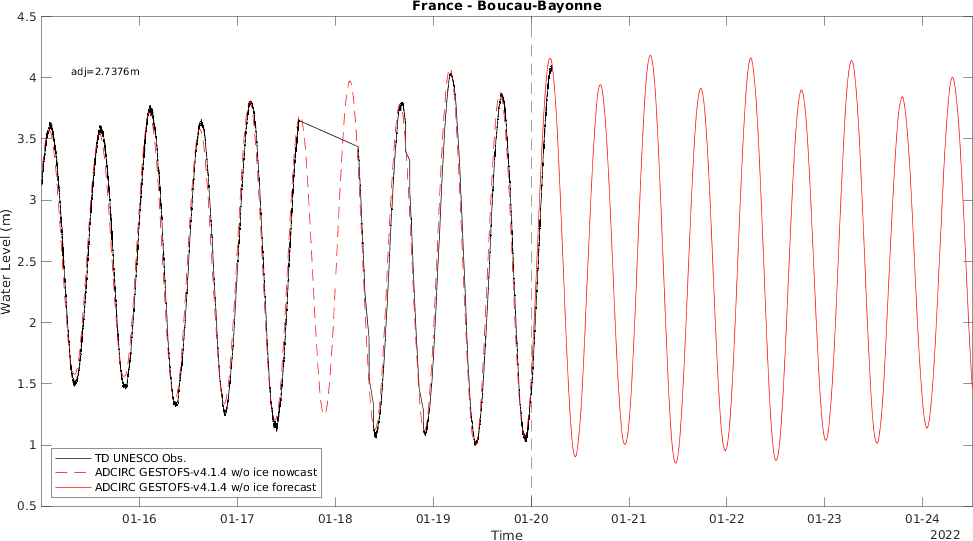 France - Boucau-Bayonne
adj=2.7376m
4.5
4
3.5
3
2.5
2
1.5
1
0.5
Water Level (m)
TD UNESCO Obs.
ADCIRC GESTOFS-v4.1.4 w/o ice nowcast
ADCIRC GESTOFS-v4.1.4 w/o ice forecast
01-16 01-17 01-18 01-19 01-20 01-21 01-22 01-23 01-24
Time
2022